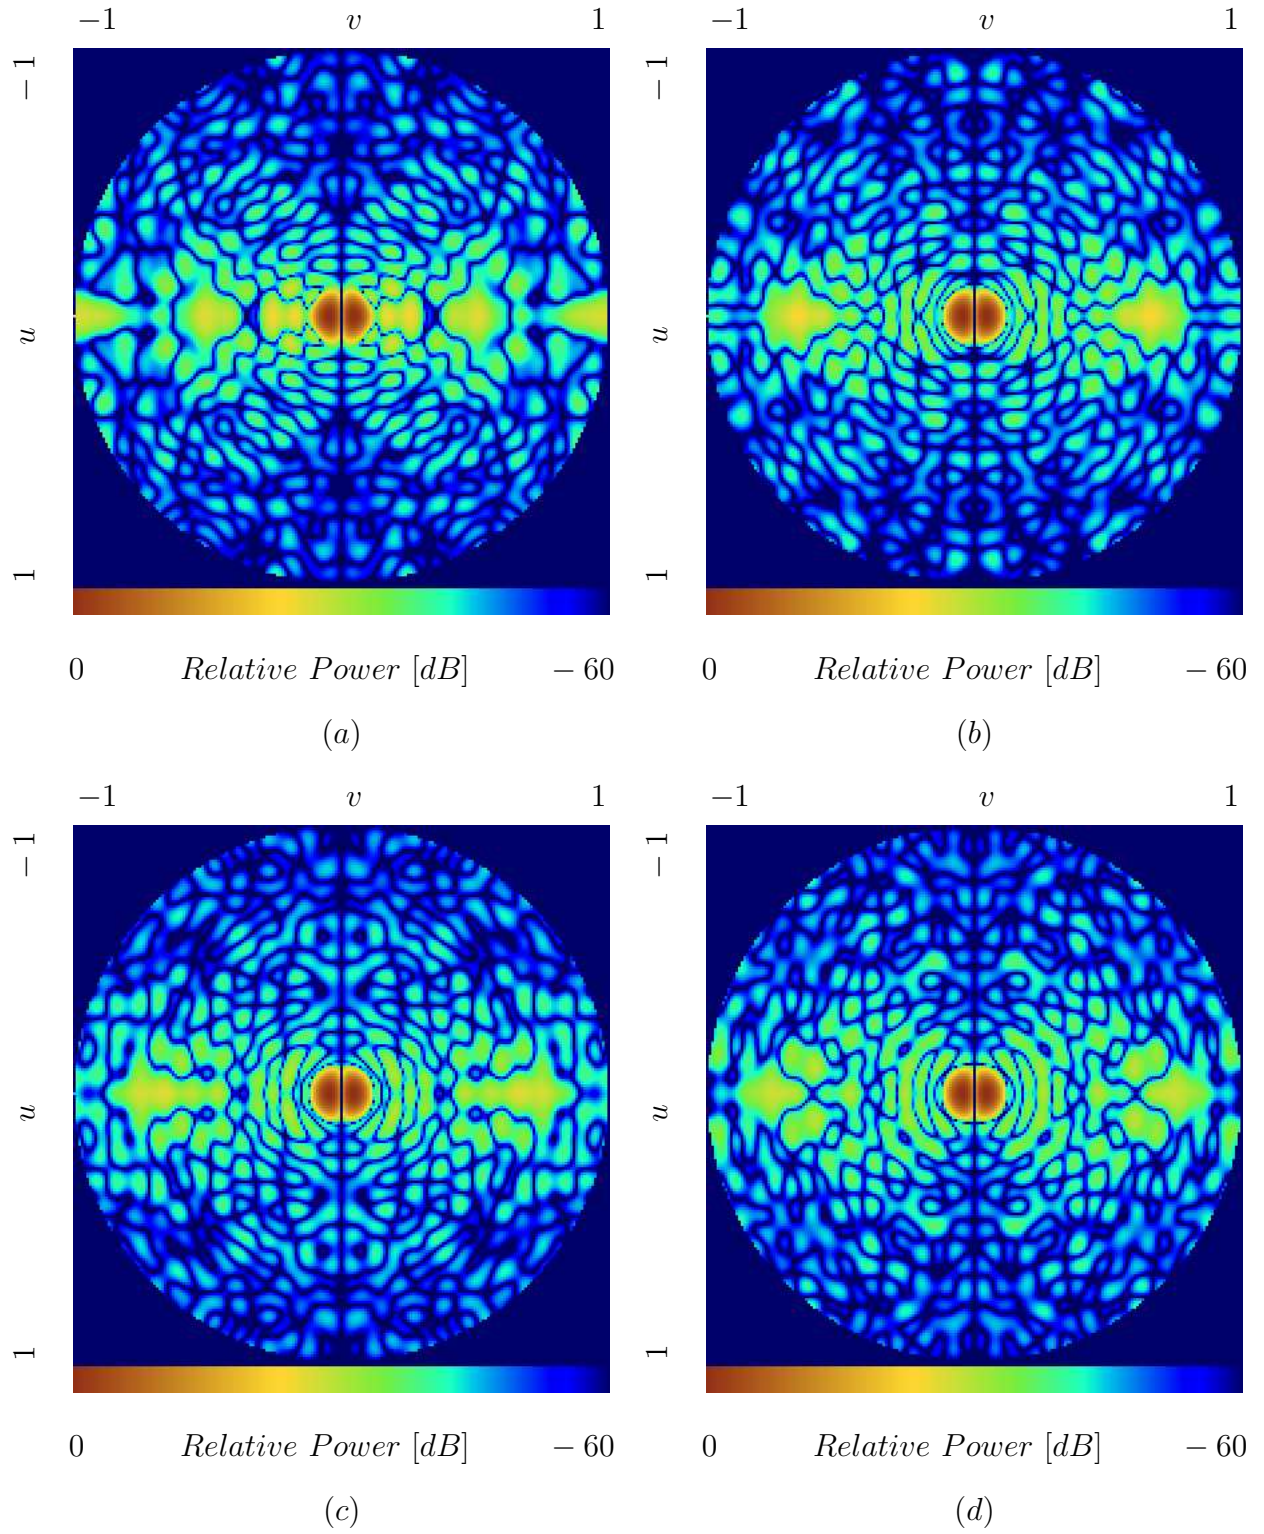 −1 v 1 −1 v 1
−1 −1
u u
1 1
0 Relative Power [dB] − 60 0 Relative Power [dB] − 60
(a) (b)
−1 v 1 −1 v 1
−1 −1
u u
1 1
0 Relative Power [dB] − 60 0 Relative Power [dB] − 60
(c) (d)